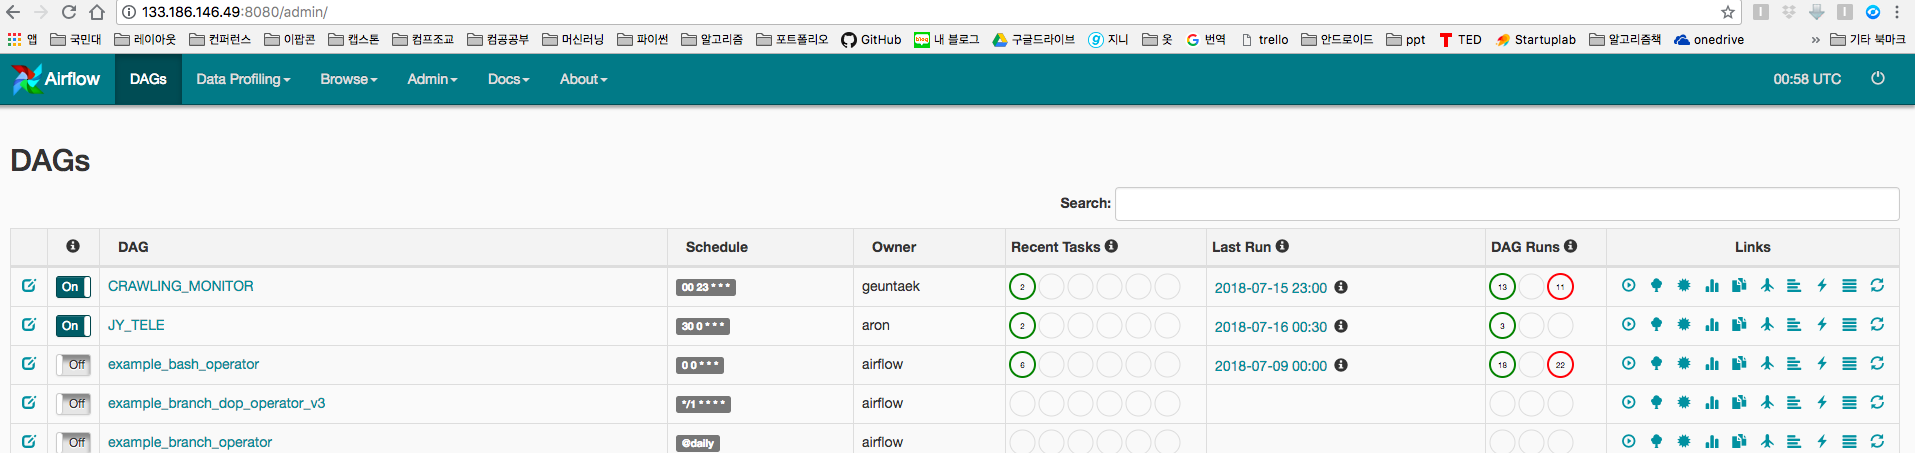 133.186.146.49:8080/admin/
앱 국민대 레이아웃 컨퍼런스 이팝콘 캡스톤 컴프조교 컴공공부 머신러닝 파이썬 알고리즘 포트폴리오 GitHub 내 블로그 구글드라이브 지니 옷 번역 trello 안드로이드 ppt TED Startuplab 알고리즘책 onedrive » 기타 북마크
Airflow DAGs Data Profiling Browse Admin Docs About 00:58 UTC
DAGs
Search:
DAG Schedule Owner Recent Tasks Last Run DAG Runs Links
On CRAWLING_MONITOR 00 23 * * * geuntaek 2 2018-07-15 23:00 13 11
On JY_TELE 30 0 * * * aron 2 2018-07-16 00:30 3
Off example_bash_operator 0 0 * * * airflow 6 2018-07-09 00:00 18 22
Off example_branch_dop_operator_v3 */1 * * * * airflow
Off example_branch_operator @daily airflow